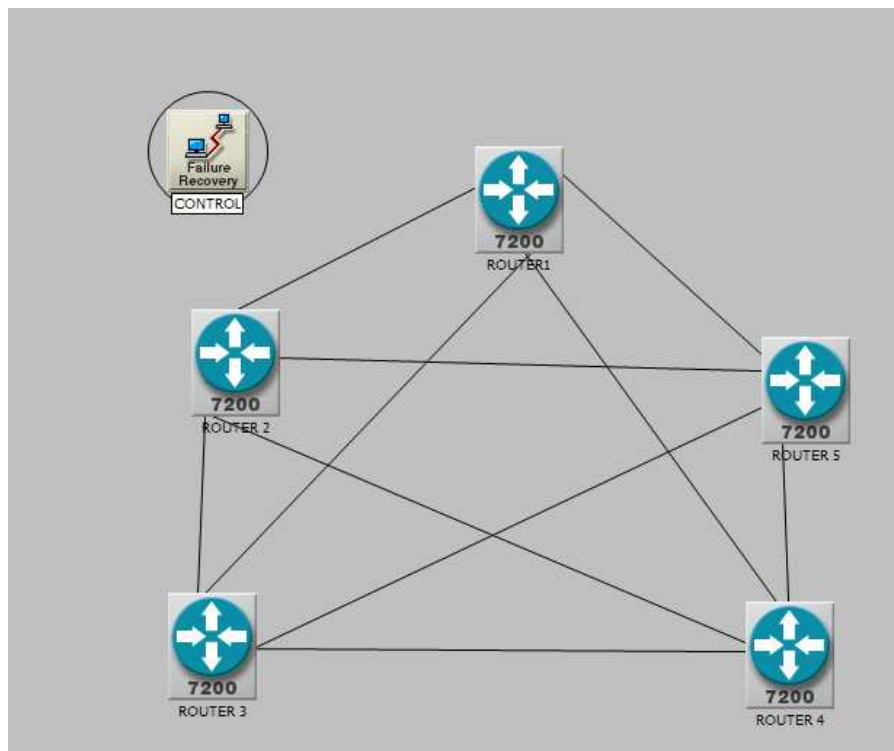 Failure
Recovery
CONTROL
7200
ROUTER1
7200
ROUTER 2
7200
ROUTER 5
7200
ROUTER 3
7200
ROUTER 4